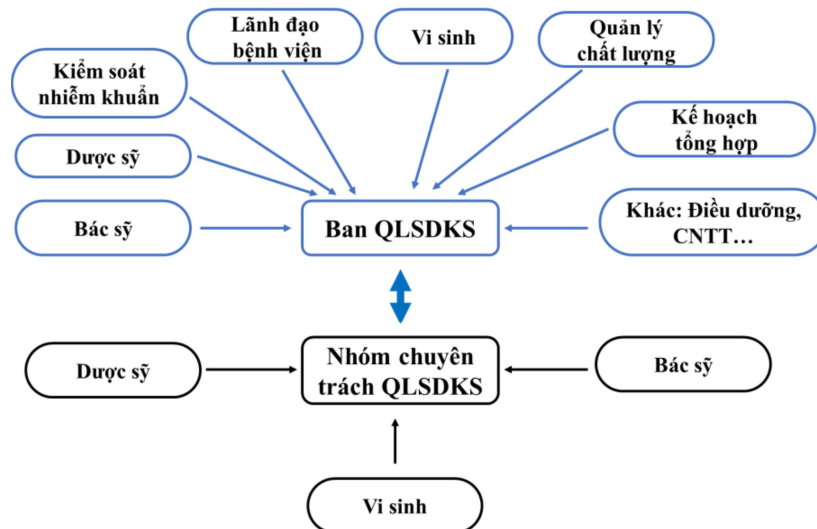 Lãnh đạo
bệnh viện
Vi sinh
Quản lý
chất lượng
Kiểm soát
nhiễm khuẩn
Kế hoạch
tổng hợp
Dược sỹ
Bác sỹ
Ban QLSDKS
Khác: Điều dưỡng,
CNTT…
Dược sỹ
Nhóm chuyên
trách QLSDKS
Bác sỹ
Vi sinh